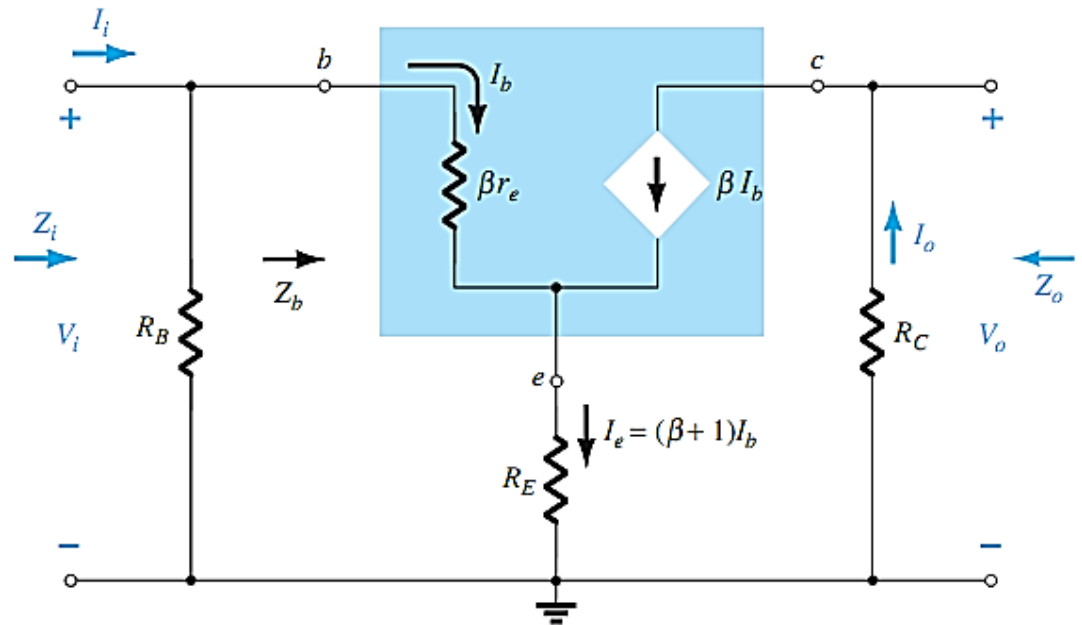 I_i
b
c
I_b
+
+
βr_e
βI_b
Z_i
Z_b
I_o
Z_o
V_i
R_B
R_C
V_o
e
I_e = (β + 1)I_b
R_E
−
−